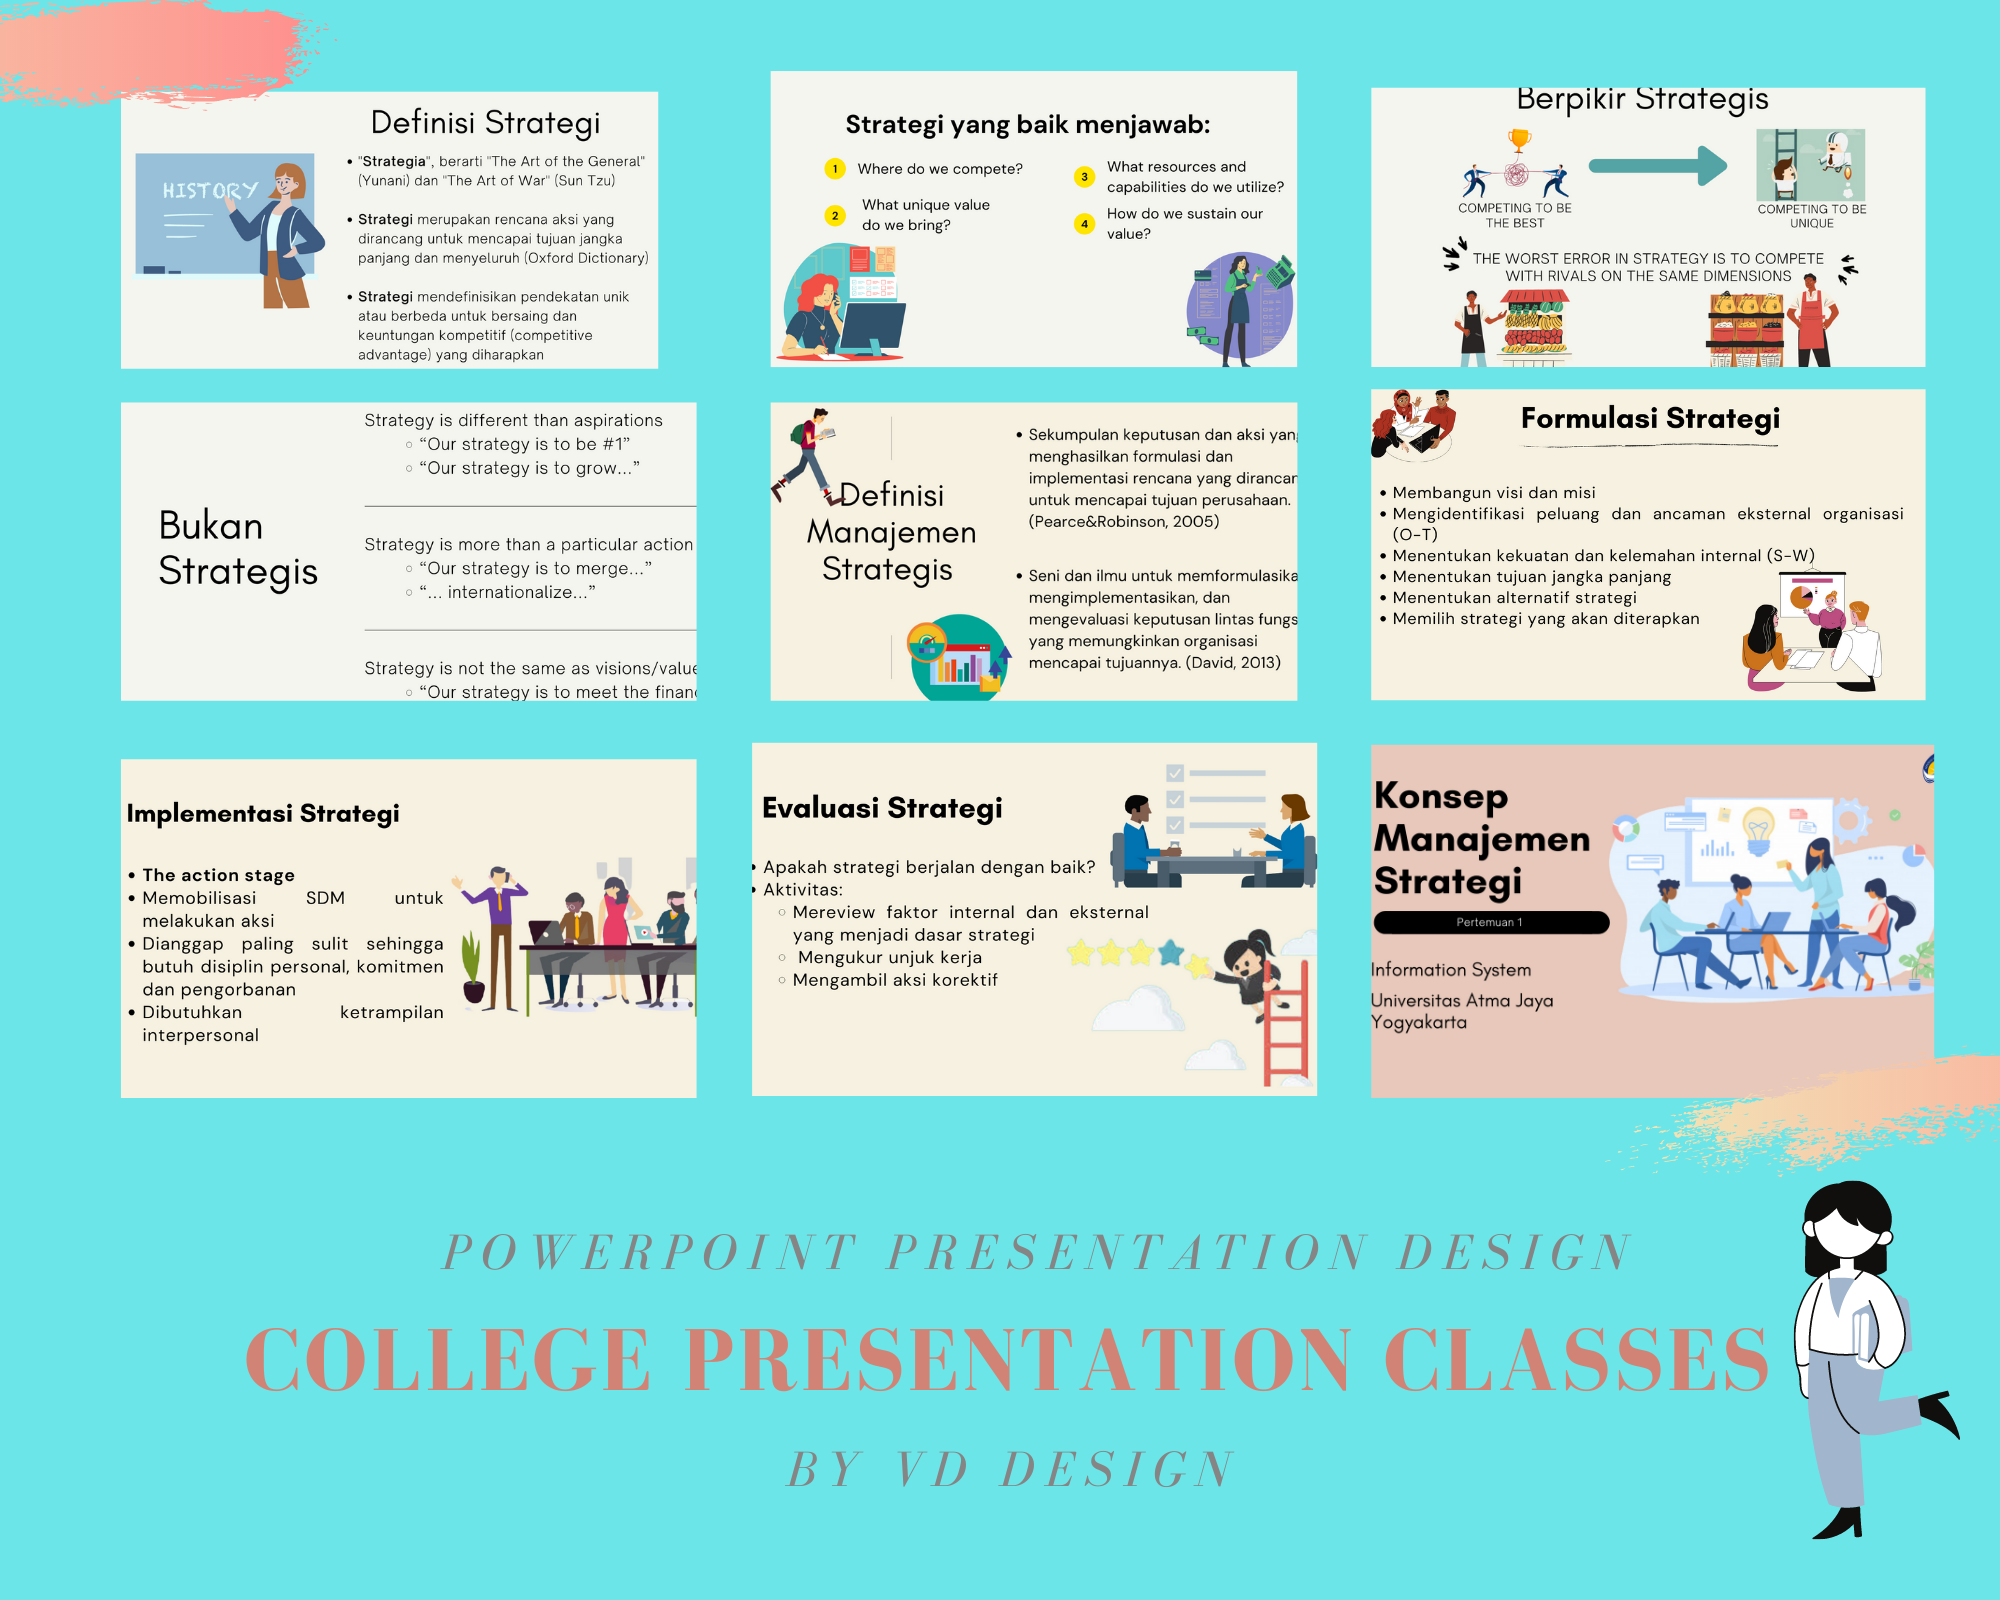 Definisi Strategi
HISTORY
• "Strategia", berarti "The Art of the General"
(Yunani) dan "The Art of War" (Sun Tzu)
• Strategi merupakan rencana aksi yang
dirancang untuk mencapai tujuan jangka
panjang dan menyeluruh (Oxford Dictionary)
• Strategi mendefinisikan pendekatan unik
atau berbeda untuk bersaing dan
keuntungan kompetitif (competitive
advantage) yang diharapkan
Strategi yang baik menjawab:
1 Where do we compete?
2 What unique value
do we bring?
3 What resources and
capabilities do we utilize?
4 How do we sustain our
value?
Berpikir Strategis
COMPETING TO BE
THE BEST
COMPETING TO BE
UNIQUE
THE WORST ERROR IN STRATEGY IS TO COMPETE
WITH RIVALS ON THE SAME DIMENSIONS
Bukan
Strategis
Strategy is different than aspirations
○ “Our strategy is to be #1”
○ “Our strategy is to grow...”
Strategy is more than a particular action
○ “Our strategy is to merge...”
○ “... internationalize...”
Strategy is not the same as visions/value
○ “Our strategy is to meet the financ
Definisi
Manajemen
Strategis
• Sekumpulan keputusan dan aksi yang
menghasilkan formulasi dan
implementasi rencana yang dirancan
untuk mencapai tujuan perusahaan.
(Pearce&Robinson, 2005)
• Seni dan ilmu untuk memformulasika
mengimplementasikan, dan
mengevaluasi keputusan lintas fungs
yang memungkinkan organisasi
mencapai tujuannya. (David, 2013)
Formulasi Strategi
• Membangun visi dan misi
• Mengidentifikasi peluang dan ancaman eksternal organisasi
(O-T)
• Menentukan kekuatan dan kelemahan internal (S-W)
• Menentukan tujuan jangka panjang
• Menentukan alternatif strategi
• Memilih strategi yang akan diterapkan
Implementasi Strategi
• The action stage
• Memobilisasi SDM untuk
melakukan aksi
• Dianggap paling sulit sehingga
butuh disiplin personal, komitmen
dan pengorbanan
• Dibutuhkan ketrampilan
interpersonal
Evaluasi Strategi
• Apakah strategi berjalan dengan baik?
• Aktivitas:
○ Mereview faktor internal dan eksternal
yang menjadi dasar strategi
○ Mengukur unjuk kerja
○ Mengambil aksi korektif
Konsep
Manajemen
Strategi
Pertemuan 1
Information System
Universitas Atma Jaya
Yogyakarta
POWERPOINT PRESENTATION DESIGN
COLLEGE PRESENTATION CLASSES
BY VD DESIGN